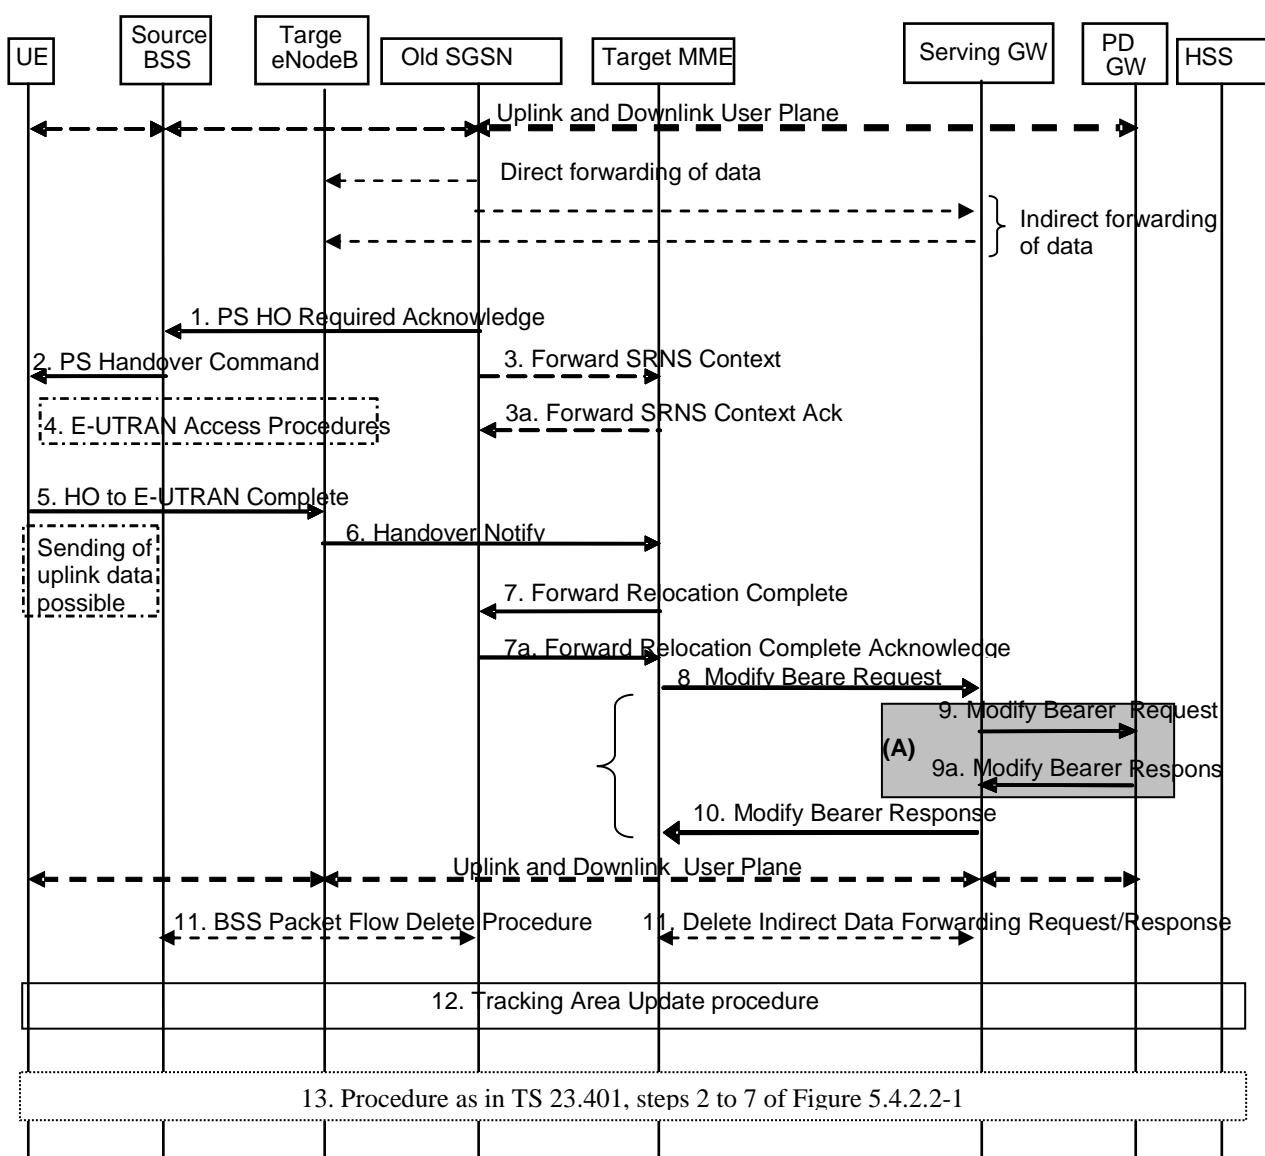 UE
Source
BSS
Targe
eNodeB
Old SGSN
Target MME
Serving GW
PD
GW
HSS
Uplink and Downlink User Plane
Direct forwarding of data
Indirect forwarding
of data
1. PS HO Required Acknowledge
2. PS Handover Command
3. Forward SRNS Context
4. E-UTRAN Access Procedures
3a. Forward SRNS Context Ack
5. HO to E-UTRAN Complete
6. Handover Notify
Sending of
uplink data
possible
7. Forward Relocation Complete
7a. Forward Relocation Complete Acknowledge
8 Modify Beare Request
9. Modify Bearer Request
(A)
9a. Modify Bearer Respons
10. Modify Bearer Response
Uplink and Downlink User Plane
11. BSS Packet Flow Delete Procedure
11. Delete Indirect Data Forwarding Request/Response
12. Tracking Area Update procedure
13. Procedure as in TS 23.401, steps 2 to 7 of Figure 5.4.2.2-1